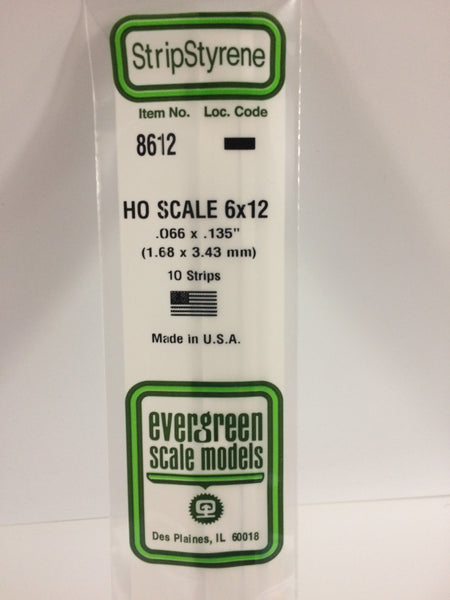 StripStyrene
Item No. Loc. Code
8612
HO SCALE 6x12
.066 x .135"
(1.68 x 3.43 mm)
10 Strips
Made in U.S.A.
evergreen
scale models
Des Plaines, IL 60018